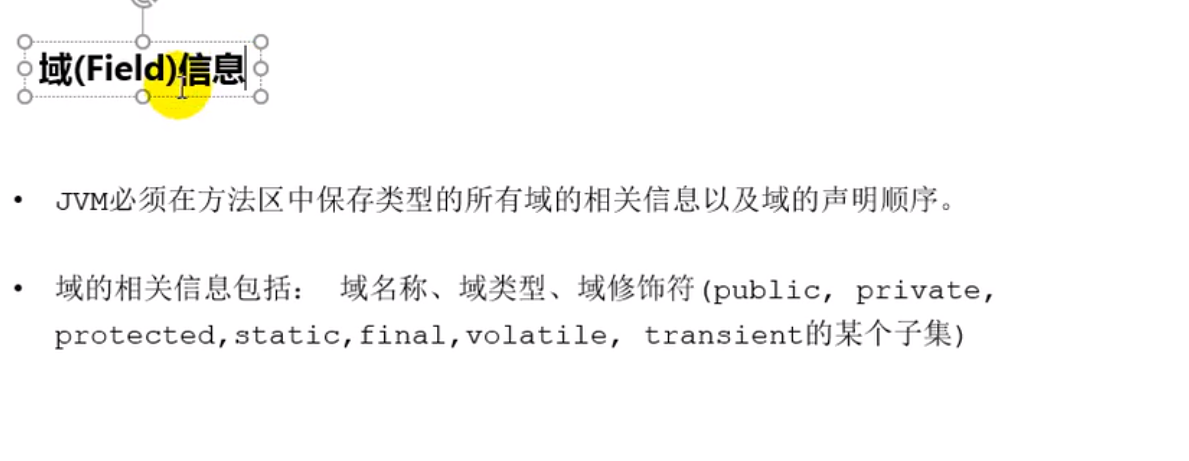 域(Field)信息
• JVM必须在方法区中保存类型的所有域的相关信息以及域的声明顺序。
• 域的相关信息包括： 域名称、域类型、域修饰符(public, private,
protected,static,final,volatile, transient的某个子集)